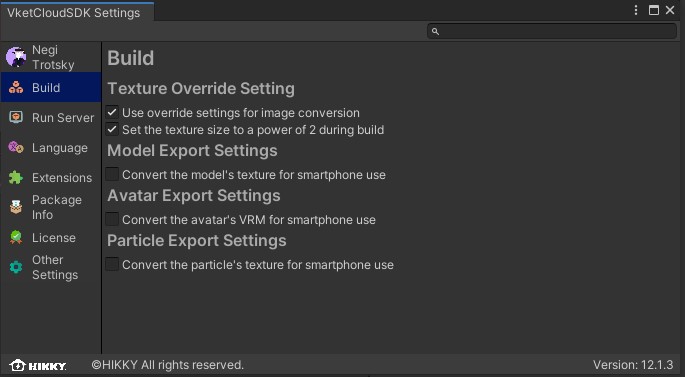 VketCloudSDK Settings
Negi
Trotsky
Build
Run Server
Language
Extensions
Package
Info
License
Other
Settings
Build
Texture Override Setting
Use override settings for image conversion
Set the texture size to a power of 2 during build
Model Export Settings
Convert the model's texture for smartphone use
Avatar Export Settings
Convert the avatar's VRM for smartphone use
Particle Export Settings
Convert the particle's texture for smartphone use
HIKKY ©HIKKY All rights reserved. Version: 12.1.3